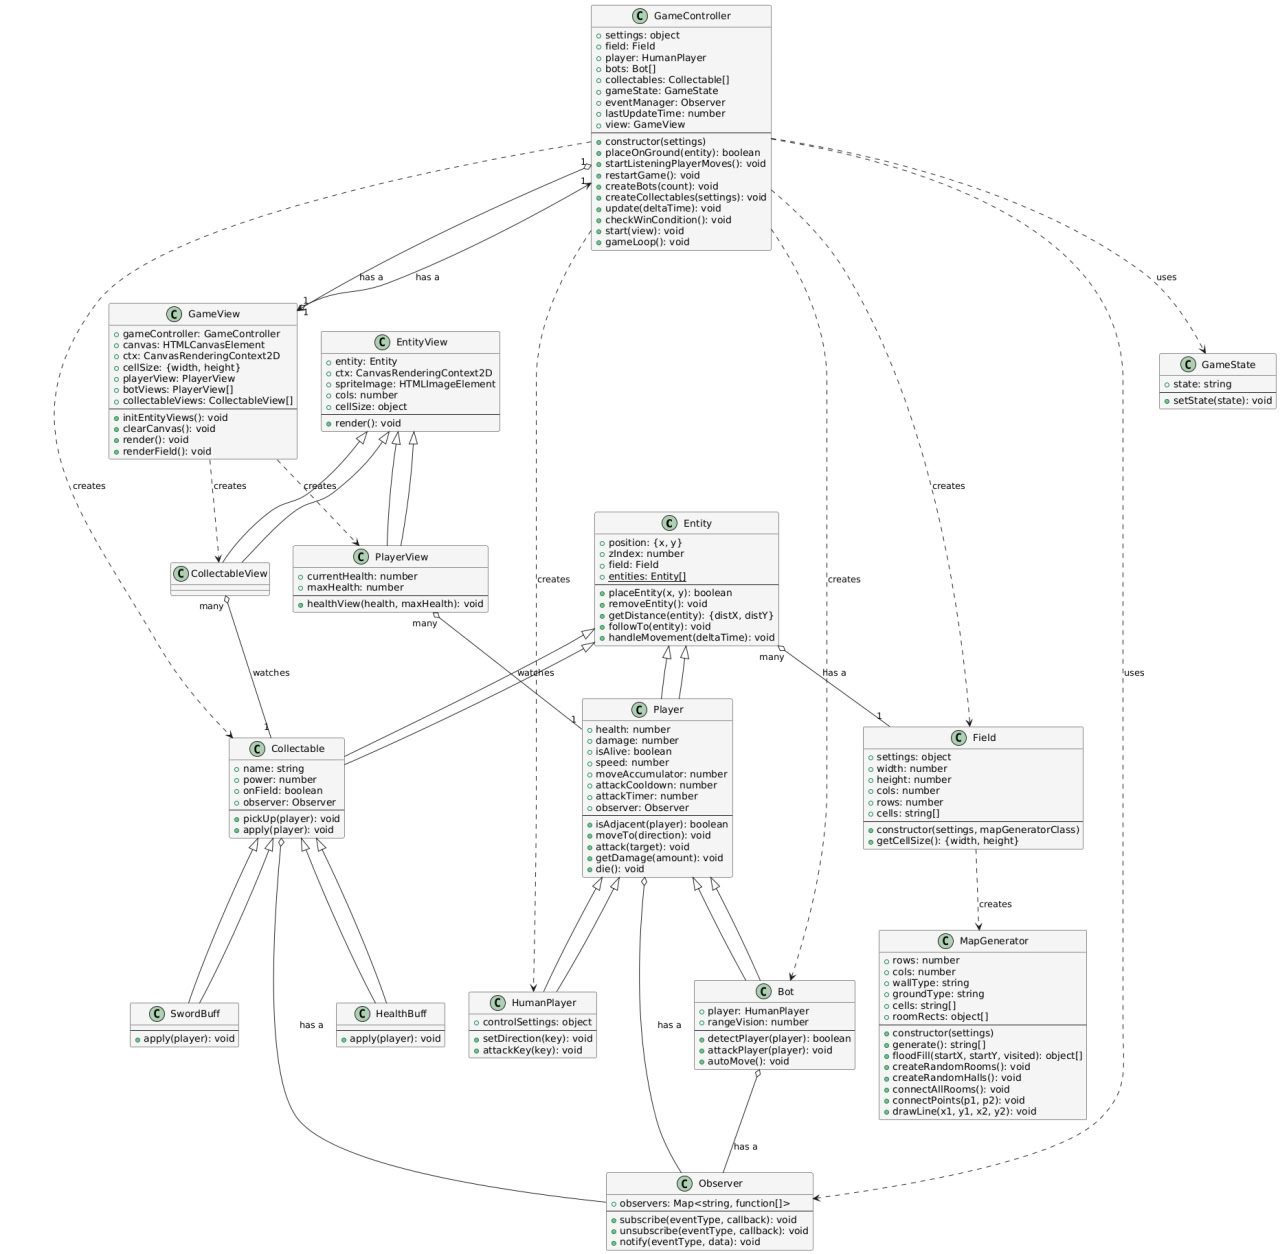 C GameController
settings: object
field: Field
player: HumanPlayer
bots: Bot[]
collectables: Collectable[]
gameState: GameState
eventManager: Observer
lastUpdateTime: number
view: GameView
constructor(settings)
placeOnGround(entity): boolean
startListeningPlayerMoves(): void
restartGame(): void
createBots(count): void
createCollectables(settings): void
update(deltaTime): void
checkWinCondition(): void
start(view): void
gameLoop(): void
1
1
has a
has a
1
1
uses
C GameView
gameController: GameController
canvas: HTMLCanvasElement
ctx: CanvasRenderingContext2D
cellSize: {width, height}
playerView: PlayerView
botViews: PlayerView[]
collectableViews: CollectableView[]
initEntityViews(): void
clearCanvas(): void
render(): void
renderField(): void
C EntityView
entity: Entity
ctx: CanvasRenderingContext2D
spriteImage: HTMLImageElement
cols: number
cellSize: object
render(): void
C GameState
state: string
setState(state): void
creates
creates
creates
creates
C Entity
position: {x, y}
zIndex: number
field: Field
entities: Entity[]
placeEntity(x, y): boolean
removeEntity(): void
getDistance(entity): {distX, distY}
followTo(entity): void
handleMovement(deltaTime): void
C CollectableView
many
C PlayerView
currentHealth: number
maxHealth: number
healthView(health, maxHealth): void
many
creates
creates
many
watches
watches
has a
uses
1
1
1
C Collectable
name: string
power: number
onField: boolean
observer: Observer
pickUp(player): void
apply(player): void
C Player
health: number
damage: number
isAlive: boolean
speed: number
moveAccumulator: number
attackCooldown: number
attackTimer: number
observer: Observer
isAdjacent(player): boolean
moveTo(direction): void
attack(target): void
getDamage(amount): void
die(): void
C Field
settings: object
width: number
height: number
cols: number
rows: number
cells: string[]
constructor(settings, mapGeneratorClass)
getCellSize(): {width, height}
creates
C SwordBuff
apply(player): void
C HealthBuff
apply(player): void
C HumanPlayer
controlSettings: object
setDirection(key): void
attackKey(key): void
C Bot
player: HumanPlayer
rangeVision: number
detectPlayer(player): boolean
attackPlayer(player): void
autoMove(): void
C MapGenerator
rows: number
cols: number
wallType: string
groundType: string
cells: string[]
roomRects: object[]
constructor(settings)
generate(): string[]
floodFill(startX, startY, visited): object[]
createRandomRooms(): void
createRandomHalls(): void
connectAllRooms(): void
connectPoints(p1, p2): void
drawLine(x1, y1, x2, y2): void
has a
has a
has a
C Observer
observers: Map<string, function[]>
subscribe(eventType, callback): void
unsubscribe(eventType, callback): void
notify(eventType, data): void